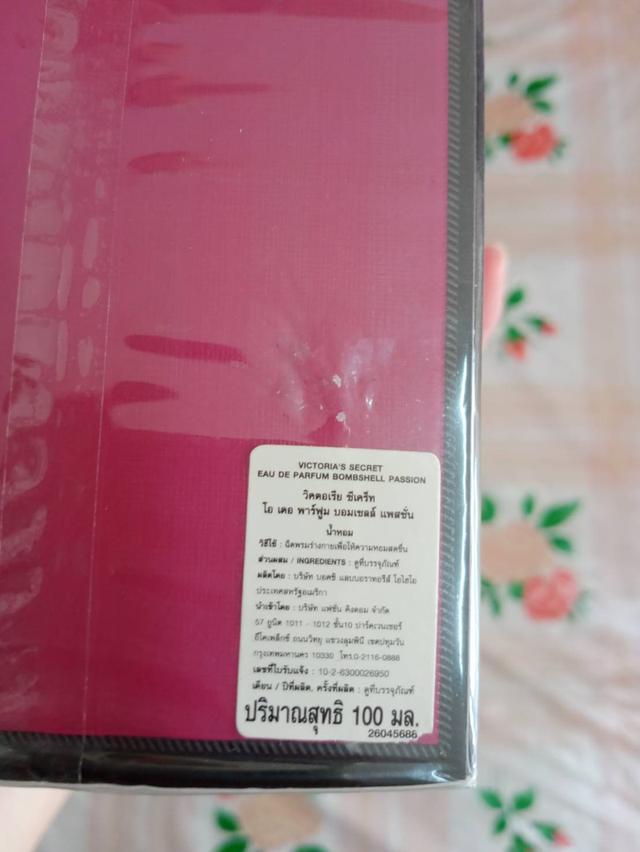 VICTORIA'S SECRET
EAU DE PARFUM BOMBSHELL PASSION
วิคตอเรีย ซีเคร็ท
โอ เดอ พาร์ฟูม บอมเชลล์ แพสชั่น
น้ำหอม
วิธีใช้ : ฉีดพรมร่างกายเพื่อให้ความหอมสดชื่น
ส่วนผสม / INGREDIENTS : ดูที่บรรจุภัณฑ์
ผลิตโดย : บริษัท บอดซี แลบบอราทอรีส์ โอไฮโอ
ประเทศสหรัฐอเมริกา
นำเข้าโดย : บริษัท แฟชั่น คิงดอม จำกัด
57 ยูนิต 1011 - 1012 ชั้น10 ปาร์คเวนเชอร์
อีโคเพล็กซ์ ถนนวิทยุ แขวงลุมพินี เขตปทุมวัน
กรุงเทพมหานคร 10330 โทร.0-2116-0888
เลขที่ใบรับแจ้ง : 10-2-6300026950
เดือน / ปีที่ผลิต, ครั้งที่ผลิต : ดูที่บรรจุภัณฑ์
ปริมาณสุทธิ 100 มล.
26045686